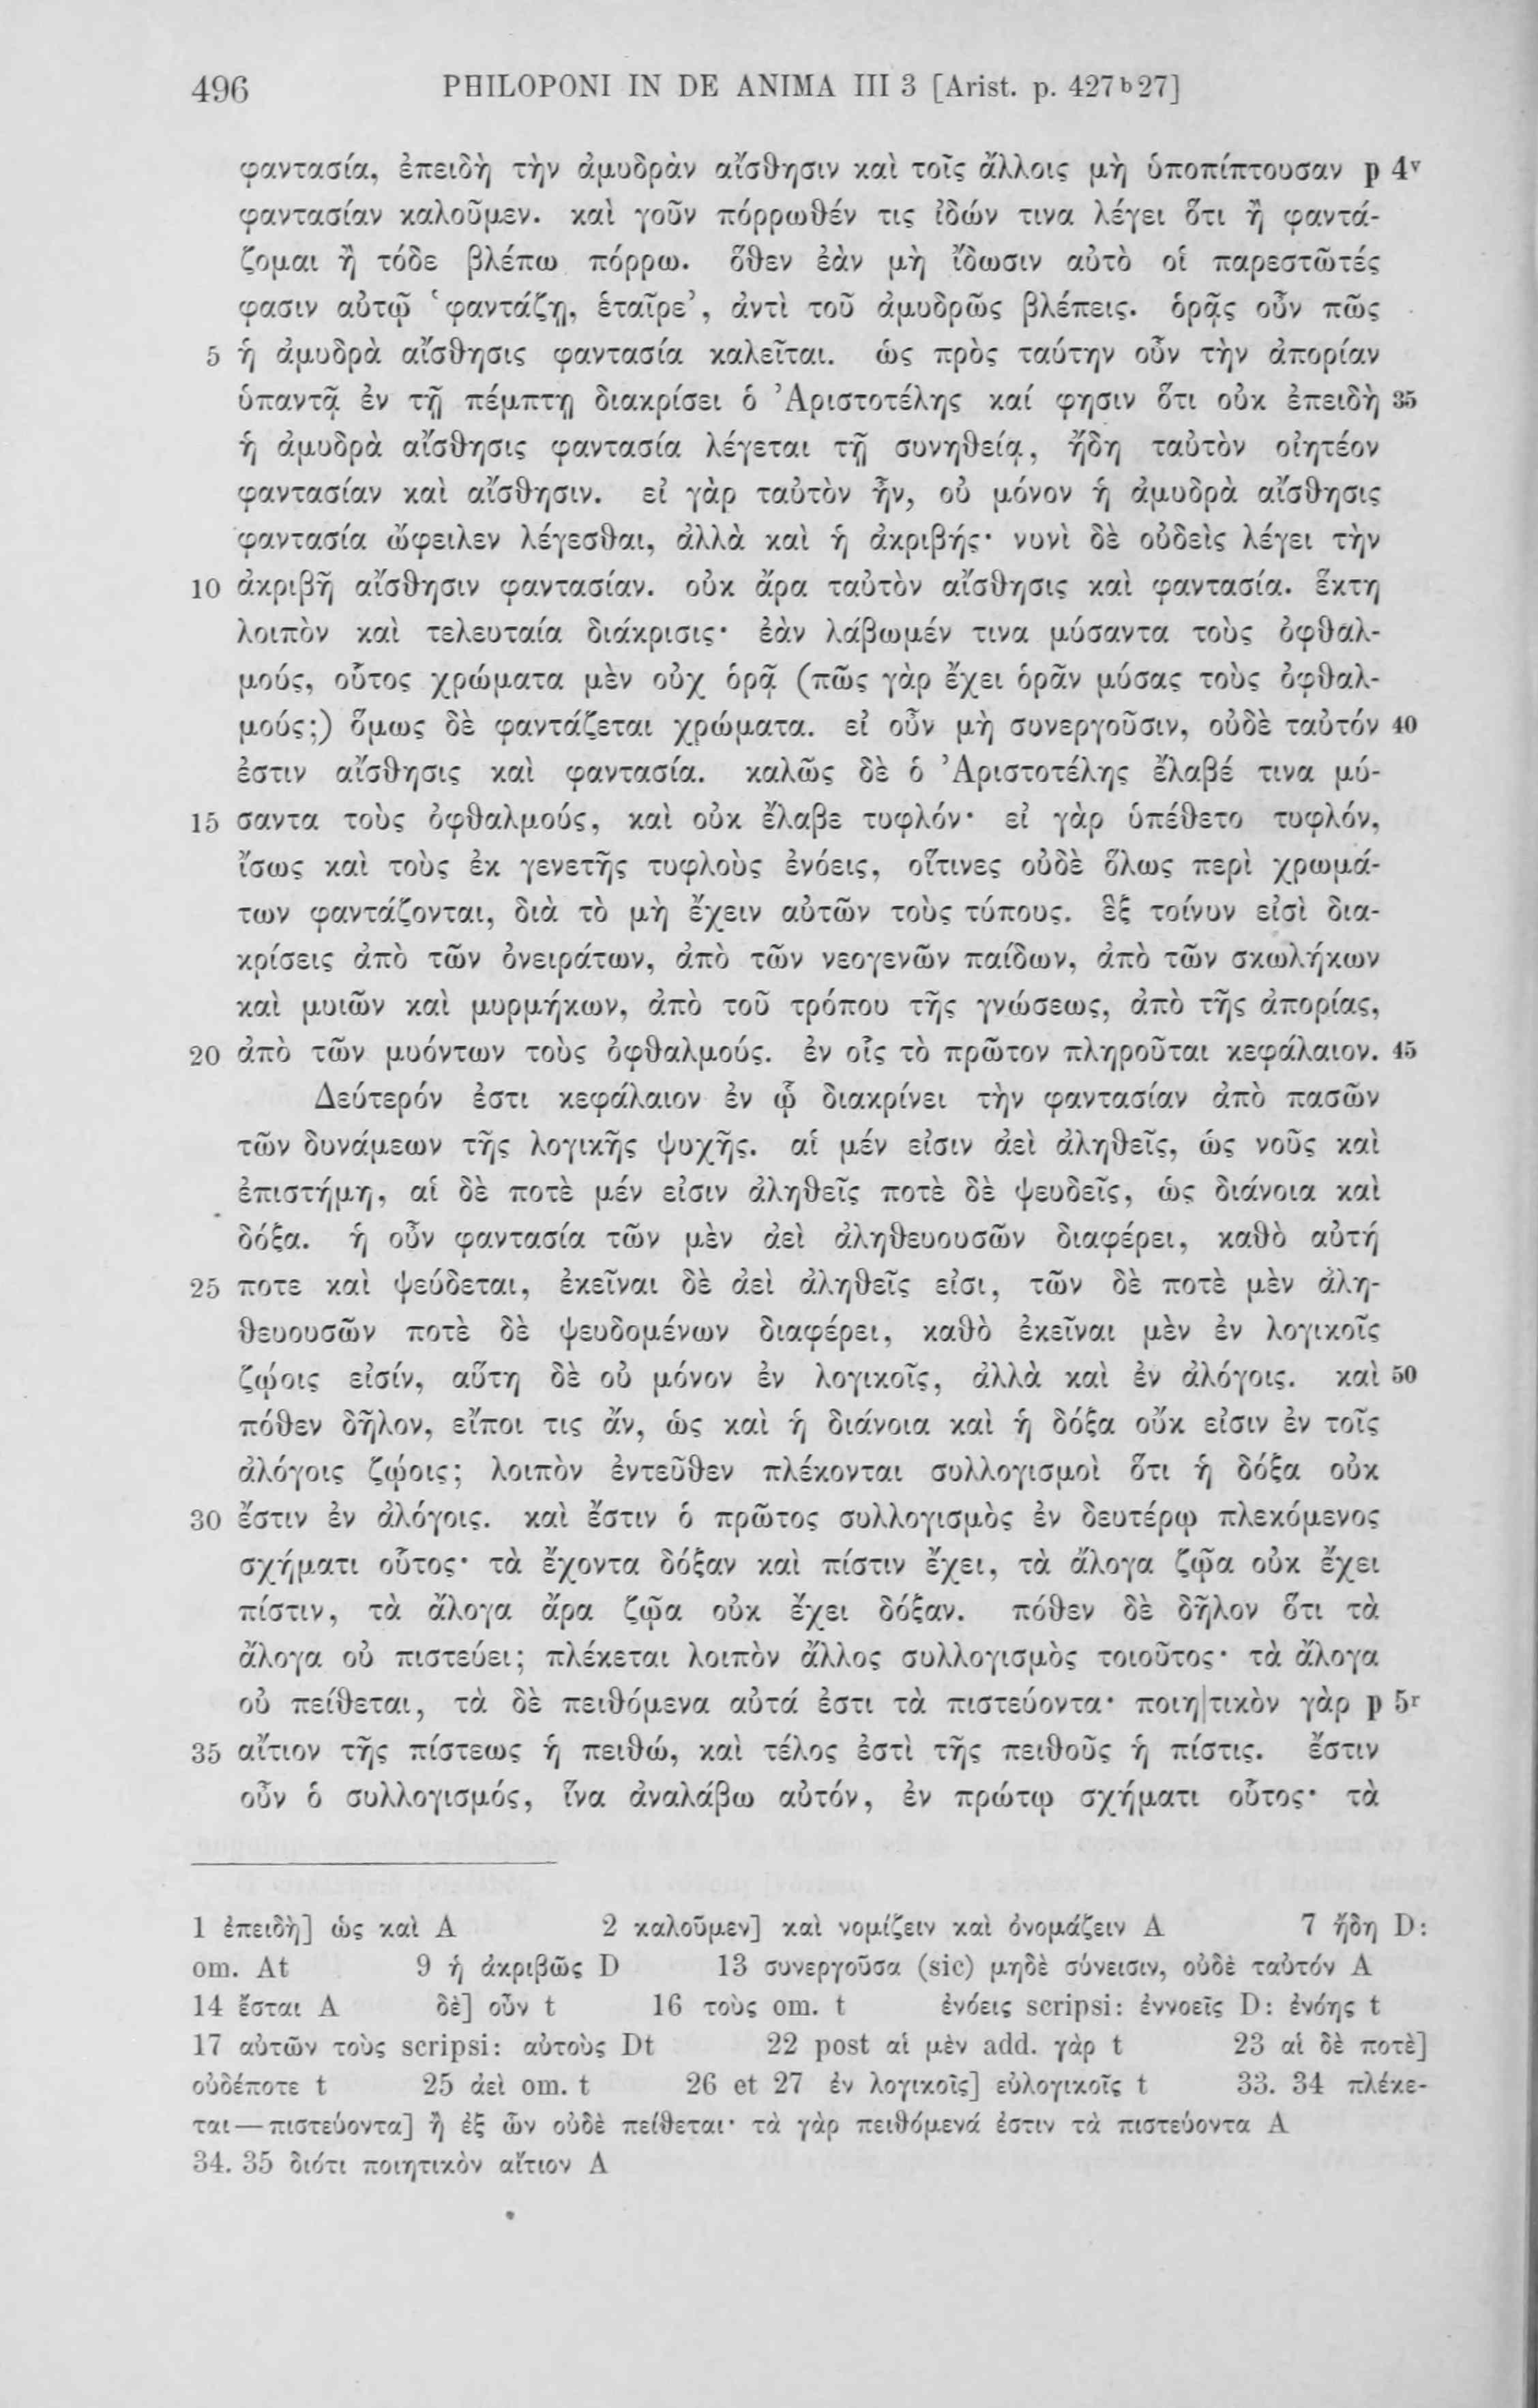 496 PHILOPONI IN DE ANIMA III 3 [Arist. p. 427 b 27]
φαντασία, ἐπειδὴ τὴν ἀμυδρὰν αἴσθησιν καὶ τοῖς ἄλλοις μὴ ὑποπίπτουσαν p 4v
φαντασίαν καλοῦμεν. καὶ γοῦν πόρρωθέν τις ἰδών τινα λέγει ὅτι ἢ φαντά-
ζομαι ἢ τόδε βλέπω πόρρω. ὅθεν ἐὰν μὴ ἴδωσιν αὐτὸ οἱ παρεστῶτές
φασιν αὐτῷ ‘φαντάζῃ, ἑταῖρε’, ἀντὶ τοῦ ἀμυδρῶς βλέπεις. ὁρᾷς οὖν πῶς
5 ἡ ἀμυδρὰ αἴσθησις φαντασία καλεῖται. ὡς πρὸς ταύτην οὖν τὴν ἀπορίαν
ὑπαντᾷ ἐν τῇ πέμπτῃ διακρίσει ὁ Ἀριστοτέλης καί φησιν ὅτι οὐκ ἐπειδὴ 35
ἡ ἀμυδρὰ αἴσθησις φαντασία λέγεται τῇ συνηθείᾳ, ἤδη ταὐτὸν οἰητέον
φαντασίαν καὶ αἴσθησιν. εἰ γὰρ ταὐτὸν ἦν, οὐ μόνον ἡ ἀμυδρὰ αἴσθησις
φαντασία ὤφειλεν λέγεσθαι, ἀλλὰ καὶ ἡ ἀκριβής· νυνὶ δὲ οὐδεὶς λέγει τὴν
10 ἀκριβῆ αἴσθησιν φαντασίαν. οὐκ ἄρα ταὐτὸν αἴσθησις καὶ φαντασία. ἕκτη
λοιπὸν καὶ τελευταία διάκρισις· ἐὰν λάβωμέν τινα μύσαντα τοὺς ὀφθαλ-
μούς, οὗτος χρώματα μὲν οὐχ ὁρᾷ (πῶς γὰρ ἔχει ὁρᾶν μύσας τοὺς ὀφθαλ-
μούς;) ὅμως δὲ φαντάζεται χρώματα. εἰ οὖν μὴ συνεργοῦσιν, οὐδὲ ταὐτόν 40
ἐστιν αἴσθησις καὶ φαντασία. καλῶς δὲ ὁ Ἀριστοτέλης ἔλαβέ τινα μύ-
15 σαντα τοὺς ὀφθαλμούς, καὶ οὐκ ἔλαβε τυφλόν· εἰ γὰρ ὑπέθετο τυφλόν,
ἴσως καὶ τοὺς ἐκ γενετῆς τυφλοὺς ἐνόεις, οἵτινες οὐδὲ ὅλως περὶ χρωμά-
των φαντάζονται, διὰ τὸ μὴ ἔχειν αὐτῶν τοὺς τύπους. ἓξ τοίνυν εἰσὶ δια-
κρίσεις ἀπὸ τῶν ὀνειράτων, ἀπὸ τῶν νεογενῶν παίδων, ἀπὸ τῶν σκωλήκων
καὶ μυιῶν καὶ μυρμήκων, ἀπὸ τοῦ τρόπου τῆς γνώσεως, ἀπὸ τῆς ἀπορίας,
20 ἀπὸ τῶν μυόντων τοὺς ὀφθαλμούς. ἐν οἷς τὸ πρῶτον πληροῦται κεφάλαιον. 45
Δεύτερόν ἐστι κεφάλαιον ἐν ᾧ διακρίνει τὴν φαντασίαν ἀπὸ πασῶν
τῶν δυνάμεων τῆς λογικῆς ψυχῆς. αἱ μέν εἰσιν ἀεὶ ἀληθεῖς, ὡς νοῦς καὶ
ἐπιστήμη, αἱ δὲ ποτὲ μέν εἰσιν ἀληθεῖς ποτὲ δὲ ψευδεῖς, ὡς διάνοια καὶ
δόξα. ἡ οὖν φαντασία τῶν μὲν ἀεὶ ἀληθευουσῶν διαφέρει, καθὸ αὐτή
25 ποτε καὶ ψεύδεται, ἐκεῖναι δὲ ἀεὶ ἀληθεῖς εἰσι, τῶν δὲ ποτὲ μὲν ἀλη-
θευουσῶν ποτὲ δὲ ψευδομένων διαφέρει, καθὸ ἐκεῖναι μὲν ἐν λογικοῖς
ζῴοις εἰσίν, αὕτη δὲ οὐ μόνον ἐν λογικοῖς, ἀλλὰ καὶ ἐν ἀλόγοις. καὶ 50
πόθεν δῆλον, εἴποι τις ἄν, ὡς καὶ ἡ διάνοια καὶ ἡ δόξα οὔκ εἰσιν ἐν τοῖς
ἀλόγοις ζῴοις; λοιπὸν ἐντεῦθεν πλέκονται συλλογισμοὶ ὅτι ἡ δόξα οὐκ
30 ἔστιν ἐν ἀλόγοις. καὶ ἔστιν ὁ πρῶτος συλλογισμὸς ἐν δευτέρῳ πλεκόμενος
σχήματι οὗτος· τὰ ἔχοντα δόξαν καὶ πίστιν ἔχει, τὰ ἄλογα ζῷα οὐκ ἔχει
πίστιν, τὰ ἄλογα ἄρα ζῷα οὐκ ἔχει δόξαν. πόθεν δὲ δῆλον ὅτι τὰ
ἄλογα οὐ πιστεύει; πλέκεται λοιπὸν ἄλλος συλλογισμὸς τοιοῦτος· τὰ ἄλογα
οὐ πείθεται, τὰ δὲ πειθόμενα αὐτά ἐστι τὰ πιστεύοντα· ποιη|τικὸν γὰρ p 5r
35 αἴτιον τῆς πίστεως ἡ πειθώ, καὶ τέλος ἐστὶ τῆς πειθοῦς ἡ πίστις. ἔστιν
οὖν ὁ συλλογισμός, ἵνα ἀναλάβω αὐτόν, ἐν πρώτῳ σχήματι οὗτος· τὰ
1 ἐπειδὴ] ὡς καὶ A 2 καλοῦμεν] καὶ νομίζειν καὶ ὀνομάζειν A 7 ἤδη D:
om. At 9 ἡ ἀκριβῶς D 13 συνεργοῦσα (sic) μηδὲ σύνεισιν, οὐδὲ ταὐτόν A
14 ἔσται A δὲ] οὖν t 16 τοὺς om. t ἐνόεις scripsi: ἐννοεῖς D: ἐνόης t
17 αὐτῶν τοὺς scripsi: αὐτοὺς Dt 22 post αἱ μὲν add. γὰρ t 23 αἱ δὲ ποτὲ]
οὐδέποτε t 25 ἀεὶ om. t 26 et 27 ἐν λογικοῖς] εὐλογικοῖς t 33. 34 πλέκε-
ται — πιστεύοντα] ἢ ἐξ ὧν οὐδὲ πείθεται· τὰ γὰρ πειθόμενά ἐστιν τὰ πιστεύοντα A
34. 35 διότι ποιητικὸν αἴτιον A